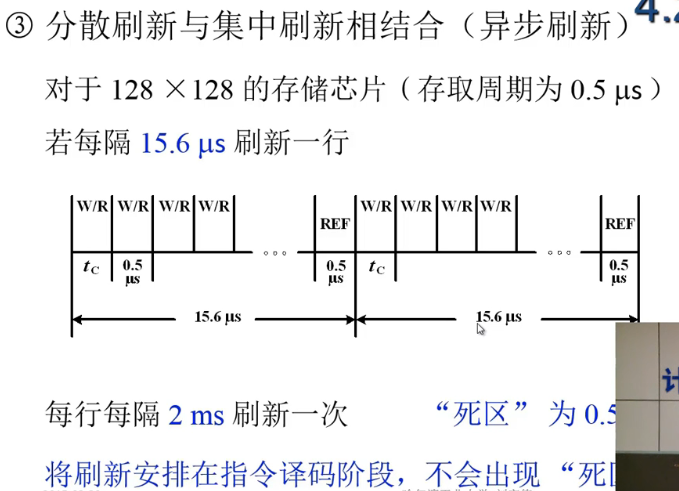 ③ 分散刷新与集中刷新相结合（异步刷新）
4.2
对于 128 ×128 的存储芯片（存取周期为 0.5 μs）
若每隔 15.6 μs 刷新一行
W/R W/R W/R W/R REF W/R W/R W/R W/R REF
tC 0.5 μs 0.5 μs tC 0.5 μs
15.6 μs 15.6 μs
每行每隔 2 ms 刷新一次 “死区” 为 0.5
计
将刷新安排在指令译码阶段，不会出现 “死